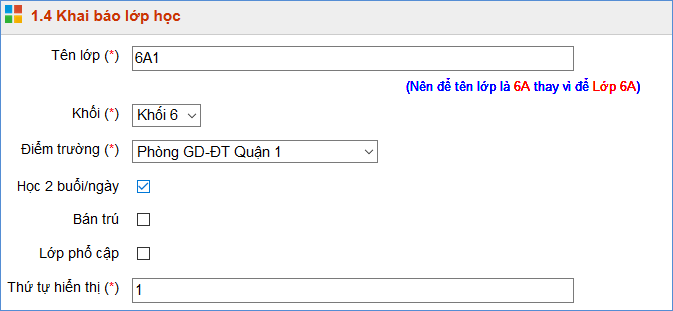 1.4 Khai báo lớp học
Tên lớp (*) 6A1
(Nên để tên lớp là 6A thay vì để Lớp 6A)
Khối (*) Khối 6
Điểm trường (*) Phòng GD-ĐT Quận 1
Học 2 buổi/ngày
Bán trú
Lớp phổ cập
Thứ tự hiển thị (*) 1